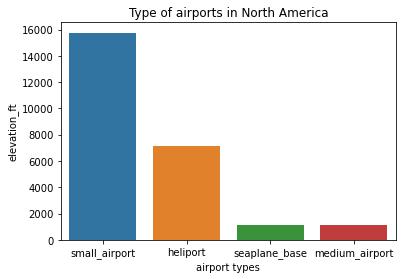 Type of airports in North America
16000
14000
12000
10000
8000
6000
4000
2000
0
elevation_ft
small_airport
heliport
seaplane_base
medium_airport
airport types